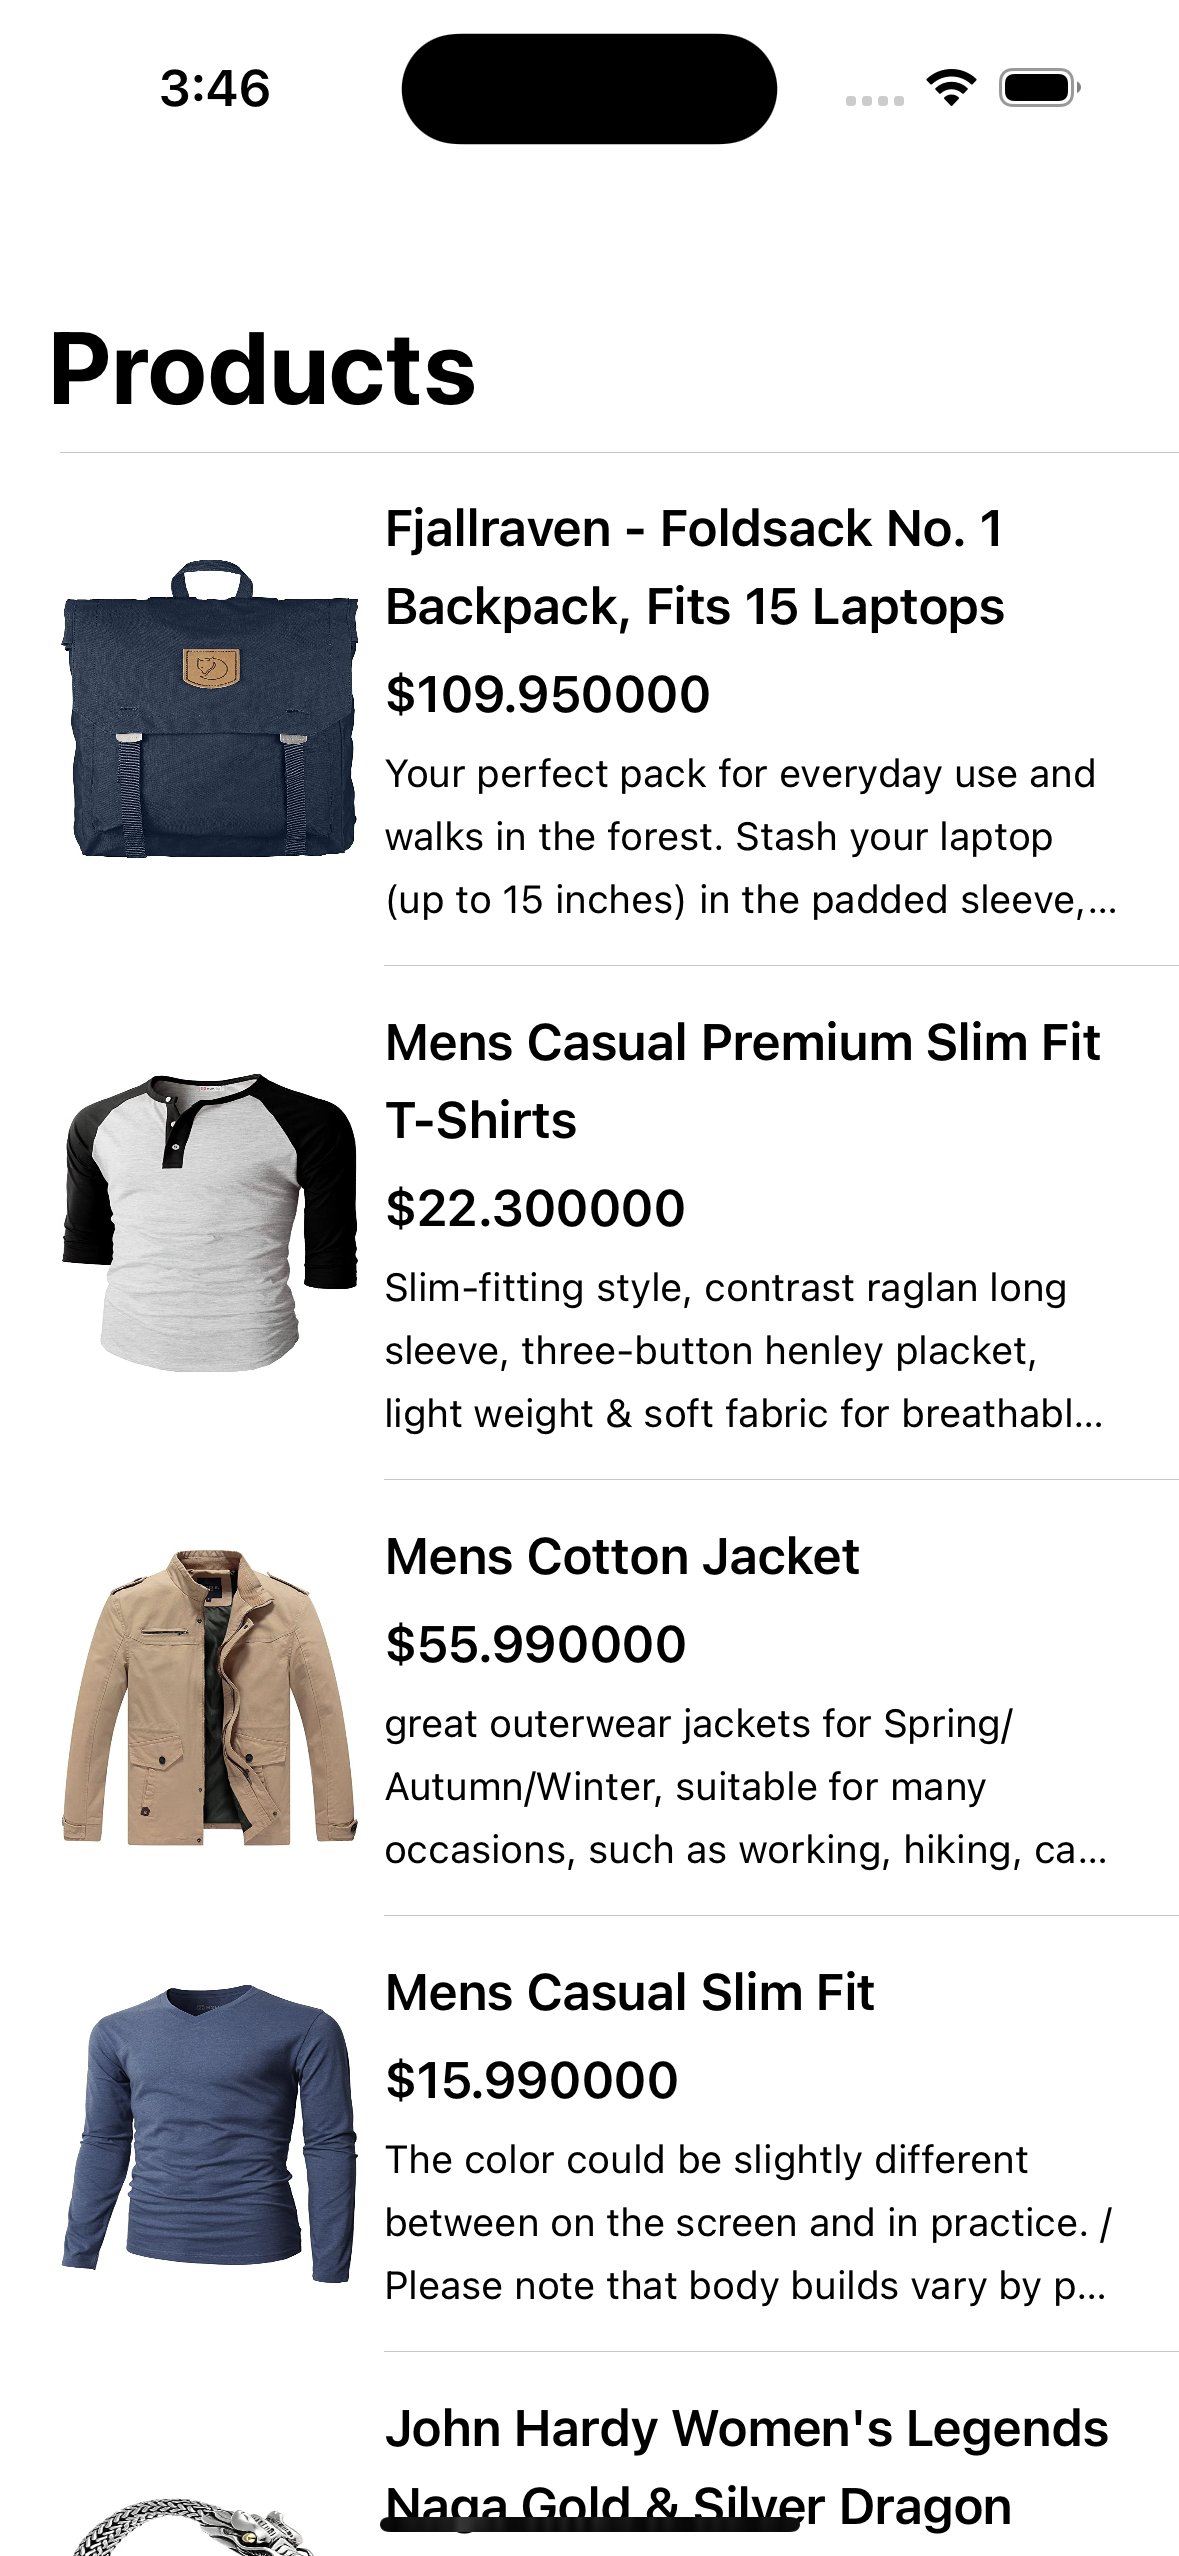 3:46
Products
Fjallraven - Foldsack No. 1
Backpack, Fits 15 Laptops
$109.950000
Your perfect pack for everyday use and
walks in the forest. Stash your laptop
(up to 15 inches) in the padded sleeve,...
Mens Casual Premium Slim Fit
T-Shirts
$22.300000
Slim-fitting style, contrast raglan long
sleeve, three-button henley placket,
light weight & soft fabric for breathabl...
Mens Cotton Jacket
$55.990000
great outerwear jackets for Spring/
Autumn/Winter, suitable for many
occasions, such as working, hiking, ca...
Mens Casual Slim Fit
$15.990000
The color could be slightly different
between on the screen and in practice. /
Please note that body builds vary by p...
John Hardy Women's Legends
Naga Gold & Silver Dragon